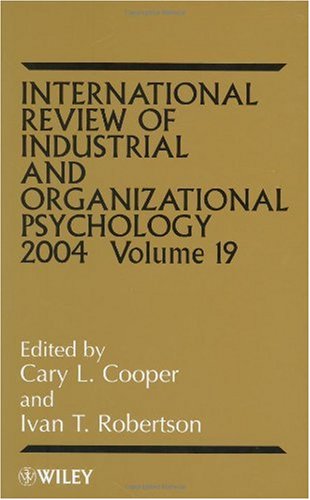 INTERNATIONAL
REVIEW OF
INDUSTRIAL
AND
ORGANIZATIONAL
PSYCHOLOGY
2004 Volume 19
Edited by
Cary L. Cooper
and
Ivan T. Robertson
WILEY